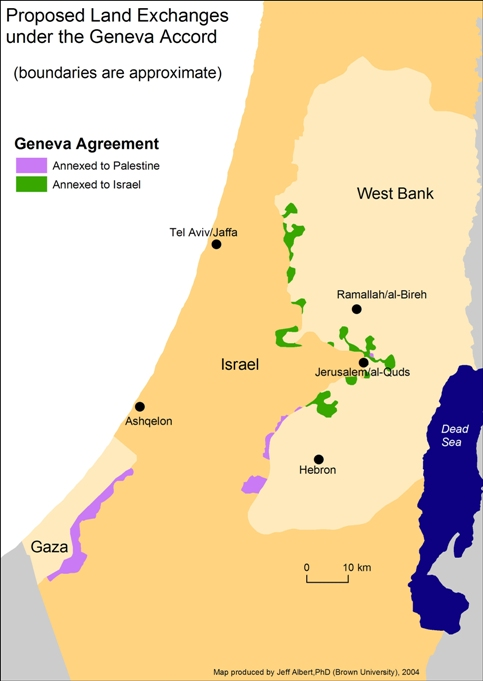 Proposed Land Exchanges
under the Geneva Accord
(boundaries are approximate)
Geneva Agreement
Annexed to Palestine
Annexed to Israel
West Bank
Tel Aviv/Jaffa
Ramallah/al-Bireh
Israel
Jerusalem/al-Quds
Ashqelon
Dead
Sea
Hebron
Gaza
0 10 km
Map produced by Jeff Albert,PhD (Brown University), 2004